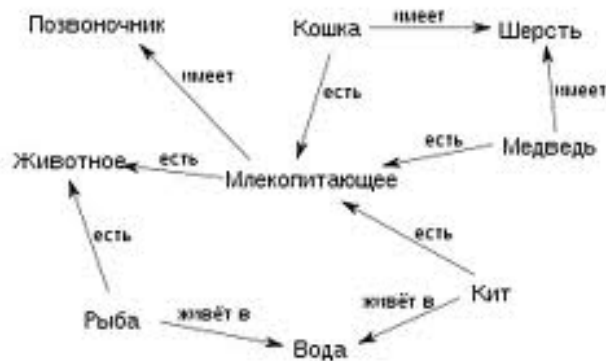 Позвоночник
Кошка
имеет
Шерсть
имеет
есть
имеет
Животное
есть
Млекопитающее
есть
Медведь
есть
есть
Рыба
живёт в
Вода
живёт в
Кит